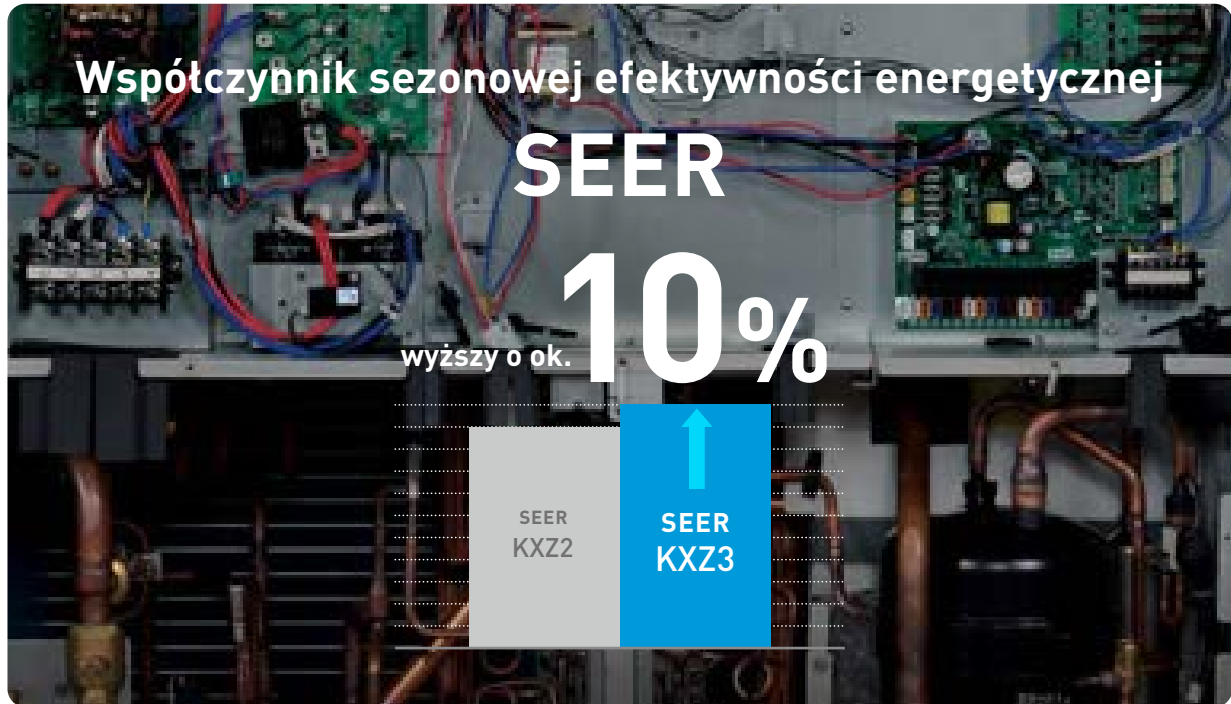 Współczynnik sezonowej efektywności energetycznej
SEER
wyższy o ok. 10%
SEER
KXZ2
SEER
KXZ3